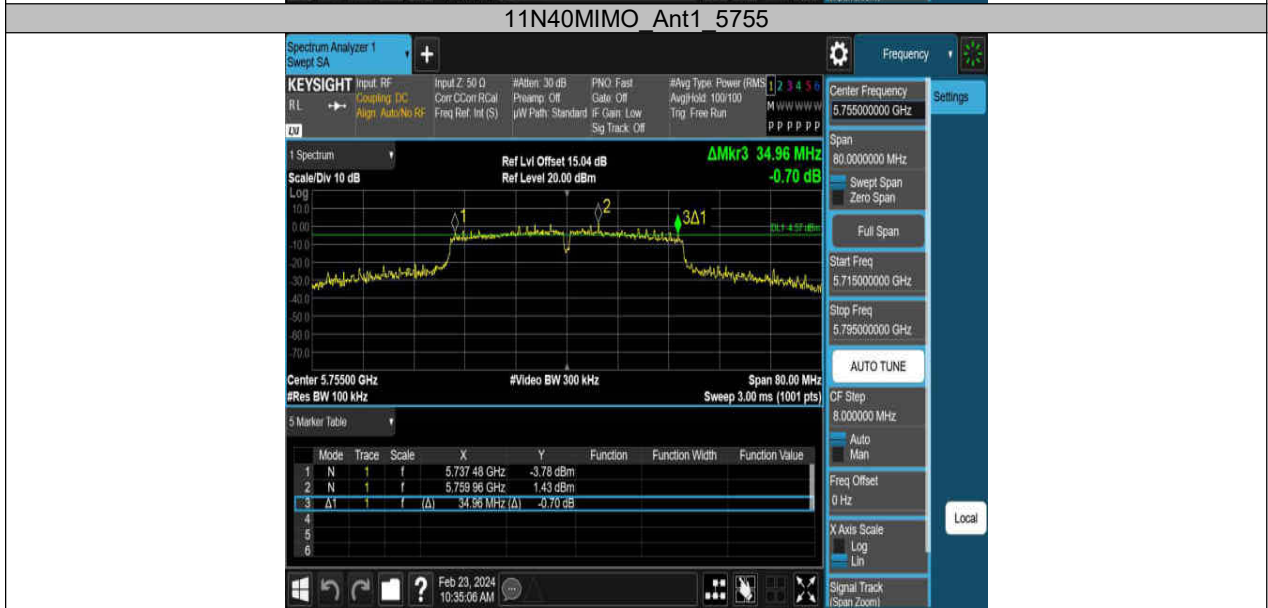 11N40MIMO_Ant1_5755
Spectrum Analyzer 1
Swept SA
+
Frequency
KEYSIGHT
RL
LXI
Input: RF
Coupling: DC
Align: Auto/No RF
Input Z: 50 Ω
Corr CCorr RCal
Freq Ref: Int (S)
#Atten: 30 dB
Preamp: Off
µW Path: Standard
PNO: Fast
Gate: Off
IF Gain: Low
Sig Track: Off
#Avg Type: Power (RMS
Avg|Hold: 100/100
Trig: Free Run
1 2 3 4 5 6
M W W W W W
P P P P P P
1 Spectrum
Scale/Div 10 dB
Ref Lvl Offset 15.04 dB
Ref Level 20.00 dBm
ΔMkr3 34.96 MHz
-0.70 dB
Log
10.0
0.00
-10.0
-20.0
-30.0
-40.0
-50.0
-60.0
-70.0
1
2
3Δ1
DL1 -4.57 dBm
Center 5.75500 GHz
#Video BW 300 kHz
Span 80.00 MHz
#Res BW 100 kHz
Sweep 3.00 ms (1001 pts)
5 Marker Table
Mode Trace Scale X Y Function Function Width Function Value
1 N 1 f 5.737 48 GHz -3.78 dBm
2 N 1 f 5.759 96 GHz 1.43 dBm
3 Δ1 1 f (Δ) 34.96 MHz (Δ) -0.70 dB
4
5
6
?
Feb 23, 2024
10:35:06 AM
Center Frequency
5.755000000 GHz
Settings
Span
80.0000000 MHz
Swept Span
Zero Span
Full Span
Start Freq
5.715000000 GHz
Stop Freq
5.795000000 GHz
AUTO TUNE
CF Step
8.000000 MHz
Auto
Man
Freq Offset
0 Hz
X Axis Scale
Log
Lin
Local
Signal Track
(Span Zoom)